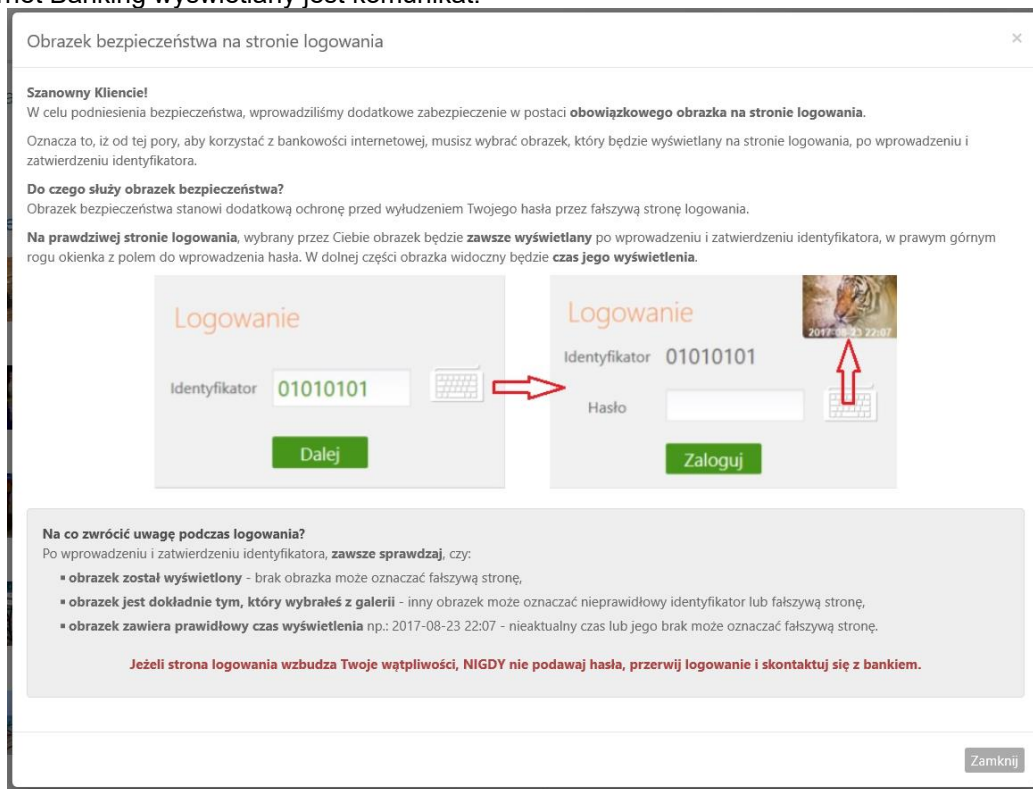 rnet Banking wyświetlany jest komunikat:
Obrazek bezpieczeństwa na stronie logowania
×
Szanowny Kliencie!
W celu podniesienia bezpieczeństwa, wprowadziliśmy dodatkowe zabezpieczenie w postaci obowiązkowego obrazka na stronie logowania.
Oznacza to, iż od tej pory, aby korzystać z bankowości internetowej, musisz wybrać obrazek, który będzie wyświetlany na stronie logowania, po wprowadzeniu i
zatwierdzeniu identyfikatora.
Do czego służy obrazek bezpieczeństwa?
Obrazek bezpieczeństwa stanowi dodatkową ochronę przed wyłudzeniem Twojego hasła przez fałszywą stronę logowania.
Na prawdziwej stronie logowania, wybrany przez Ciebie obrazek będzie zawsze wyświetlany po wprowadzeniu i zatwierdzeniu identyfikatora, w prawym górnym
rogu okienka z polem do wprowadzenia hasła. W dolnej części obrazka widoczny będzie czas jego wyświetlenia.
Logowanie
Identyfikator 01010101
Dalej
Logowanie
2017-08-23 22:07
Identyfikator 01010101
Hasło
Zaloguj
Na co zwrócić uwagę podczas logowania?
Po wprowadzeniu i zatwierdzeniu identyfikatora, zawsze sprawdzaj, czy:
▪ obrazek został wyświetlony - brak obrazka może oznaczać fałszywą stronę,
▪ obrazek jest dokładnie tym, który wybrałeś z galerii - inny obrazek może oznaczać nieprawidłowy identyfikator lub fałszywą stronę,
▪ obrazek zawiera prawidłowy czas wyświetlenia np.: 2017-08-23 22:07 - nieaktualny czas lub jego brak może oznaczać fałszywą stronę.
Jeżeli strona logowania wzbudza Twoje wątpliwości, NIGDY nie podawaj hasła, przerwij logowanie i skontaktuj się z bankiem.
Zamknij